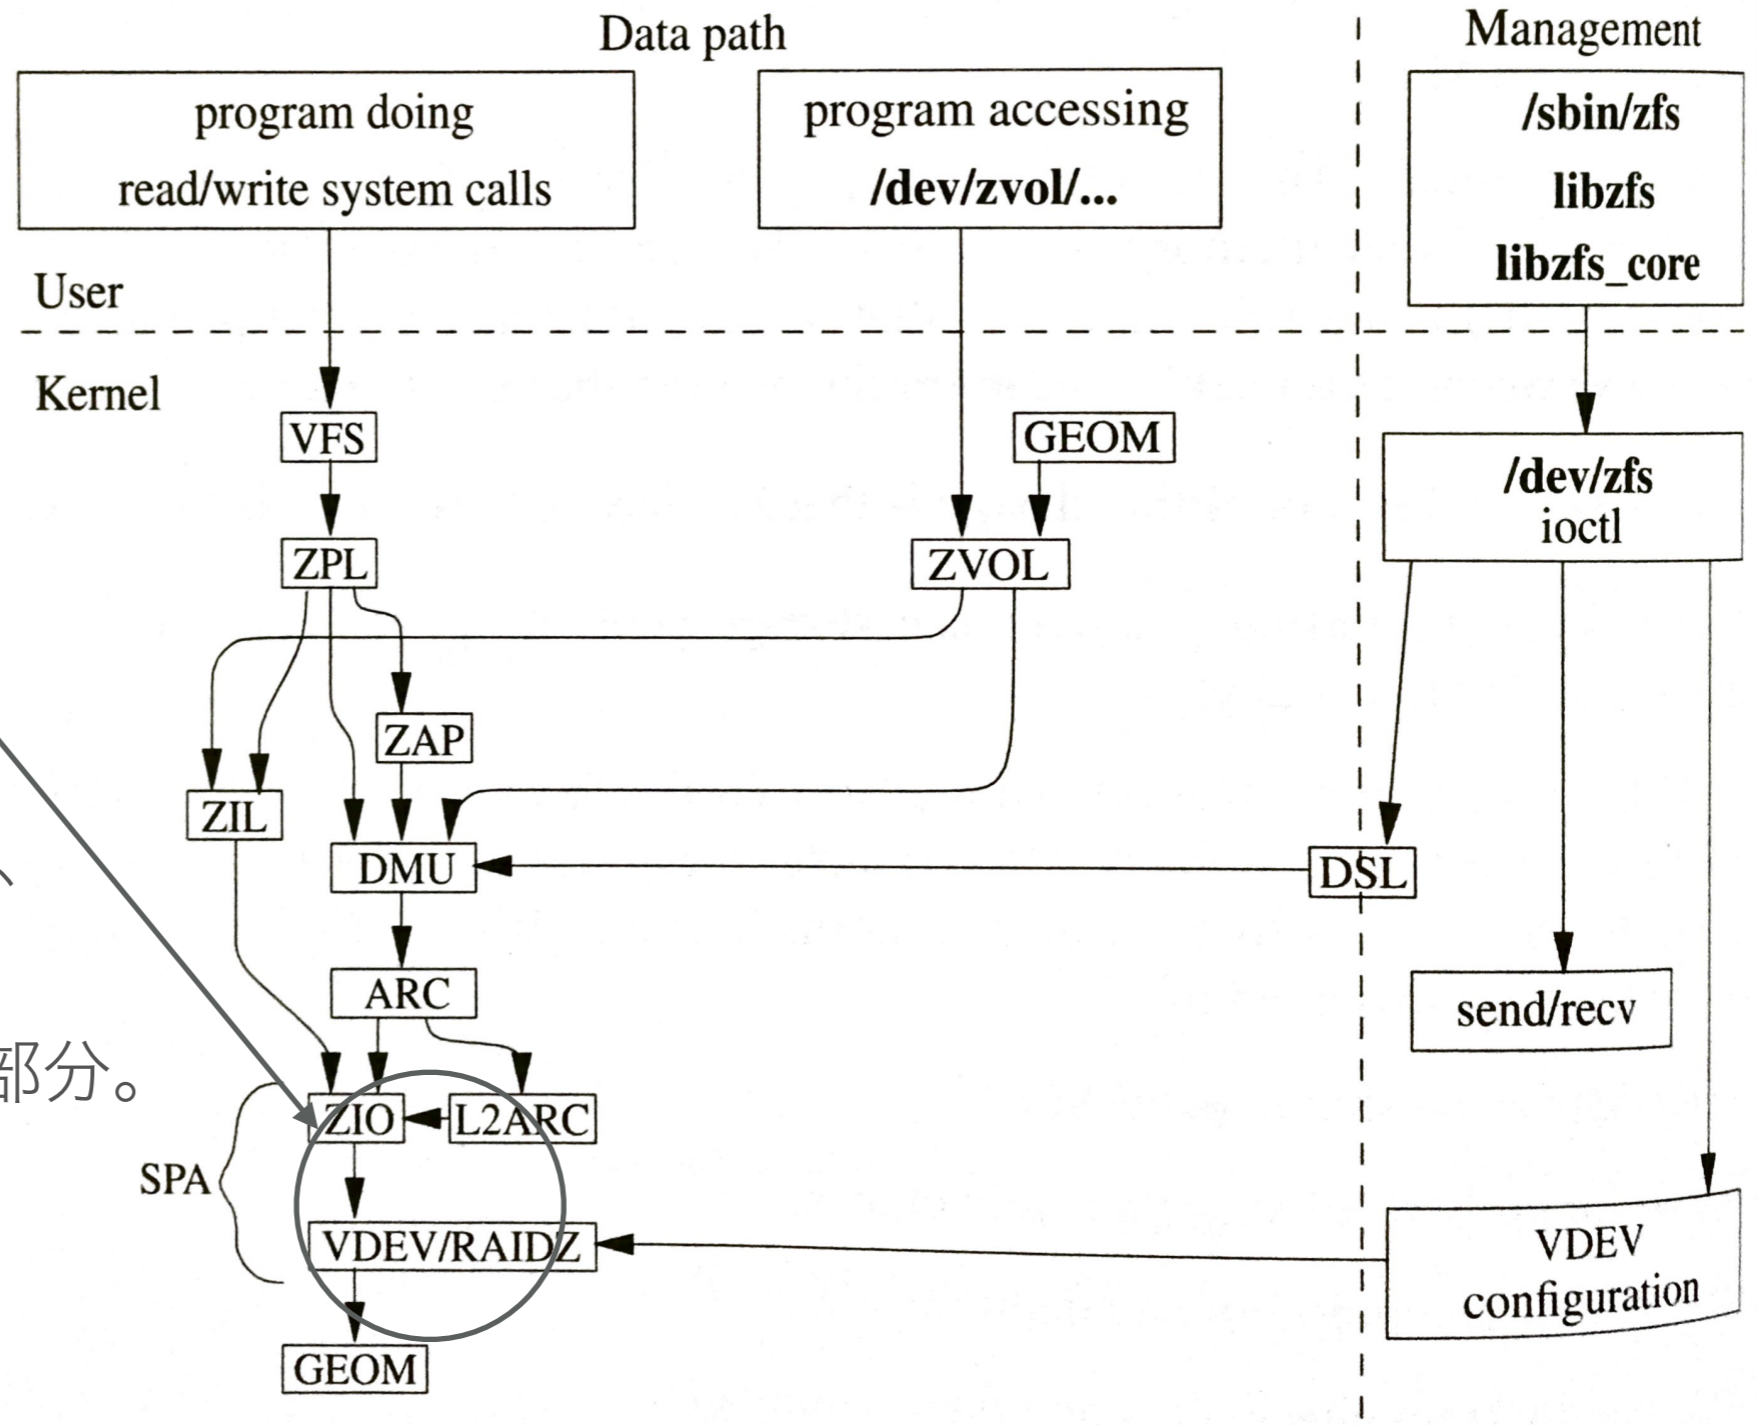 Data path
Management
program doing
read/write system calls
program accessing
/dev/zvol/...
/sbin/zfs
libzfs
libzfs_core
User
Kernel
VFS
GEOM
/dev/zfs
ioctl
ZPL
ZVOL
ZAP
ZIL
DMU
DSL
、
ARC
send/recv
部分。
ZIO
L2ARC
SPA
VDEV/RAIDZ
VDEV
configuration
GEOM